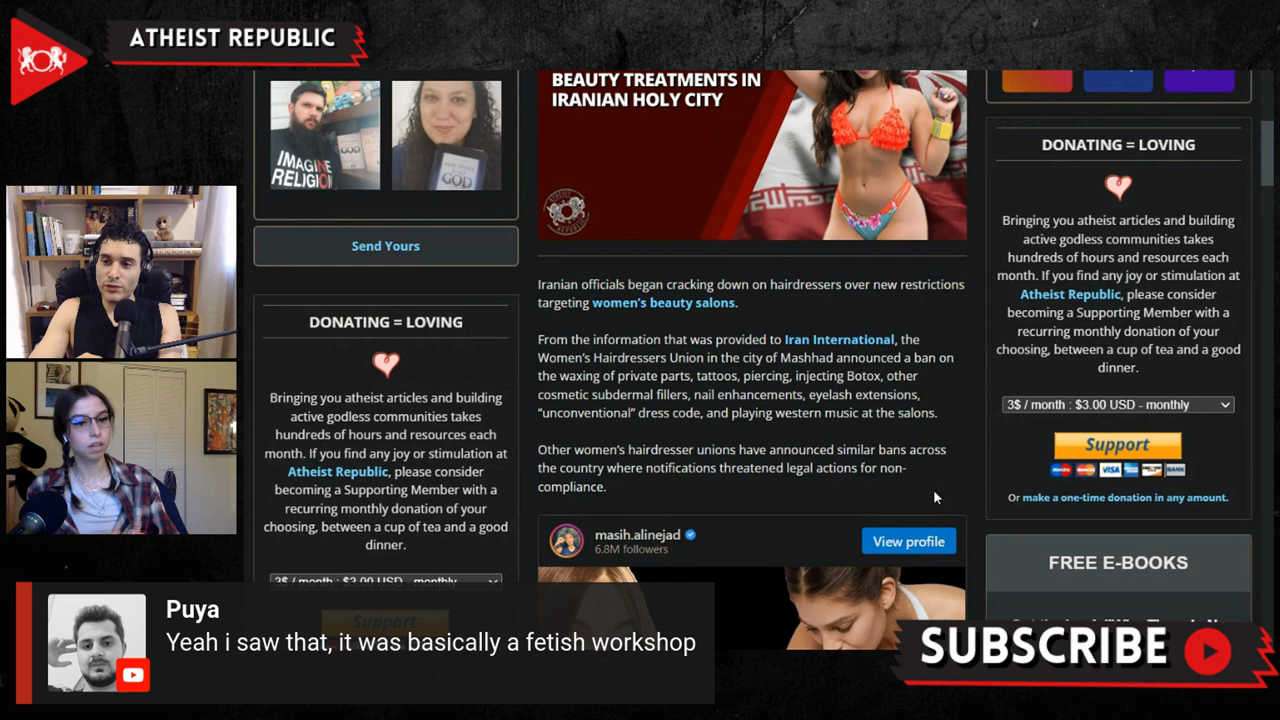 ATHEIST REPUBLIC
IMAGINE
RELIGION
GOD
Send Yours
DONATING = LOVING
Bringing you atheist articles and building
active godless communities takes
hundreds of hours and resources each
month. If you find any joy or stimulation at
Atheist Republic, please consider
becoming a Supporting Member with a
recurring monthly donation of your
choosing, between a cup of tea and a good
dinner.
3$ / month : $3.00 USD - monthly
Support
BEAUTY TREATMENTS IN
IRANIAN HOLY CITY
Iranian officials began cracking down on hairdressers over new restrictions
targeting women's beauty salons.
From the information that was provided to Iran International, the
Women's Hairdressers Union in the city of Mashhad announced a ban on
the waxing of private parts, tattoos, piercing, injecting Botox, other
cosmetic subdermal fillers, nail enhancements, eyelash extensions,
“unconventional” dress code, and playing western music at the salons.
Other women's hairdresser unions have announced similar bans across
the country where notifications threatened legal actions for non-
compliance.
masih.alinejad
6.8M followers
View profile
DONATING = LOVING
Bringing you atheist articles and building
active godless communities takes
hundreds of hours and resources each
month. If you find any joy or stimulation at
Atheist Republic, please consider
becoming a Supporting Member with a
recurring monthly donation of your
choosing, between a cup of tea and a good
dinner.
3$ / month : $3.00 USD - monthly
Support
VISA
BANK
Or make a one-time donation in any amount.
FREE E-BOOKS
Puya
Yeah i saw that, it was basically a fetish workshop
SUBSCRIBE